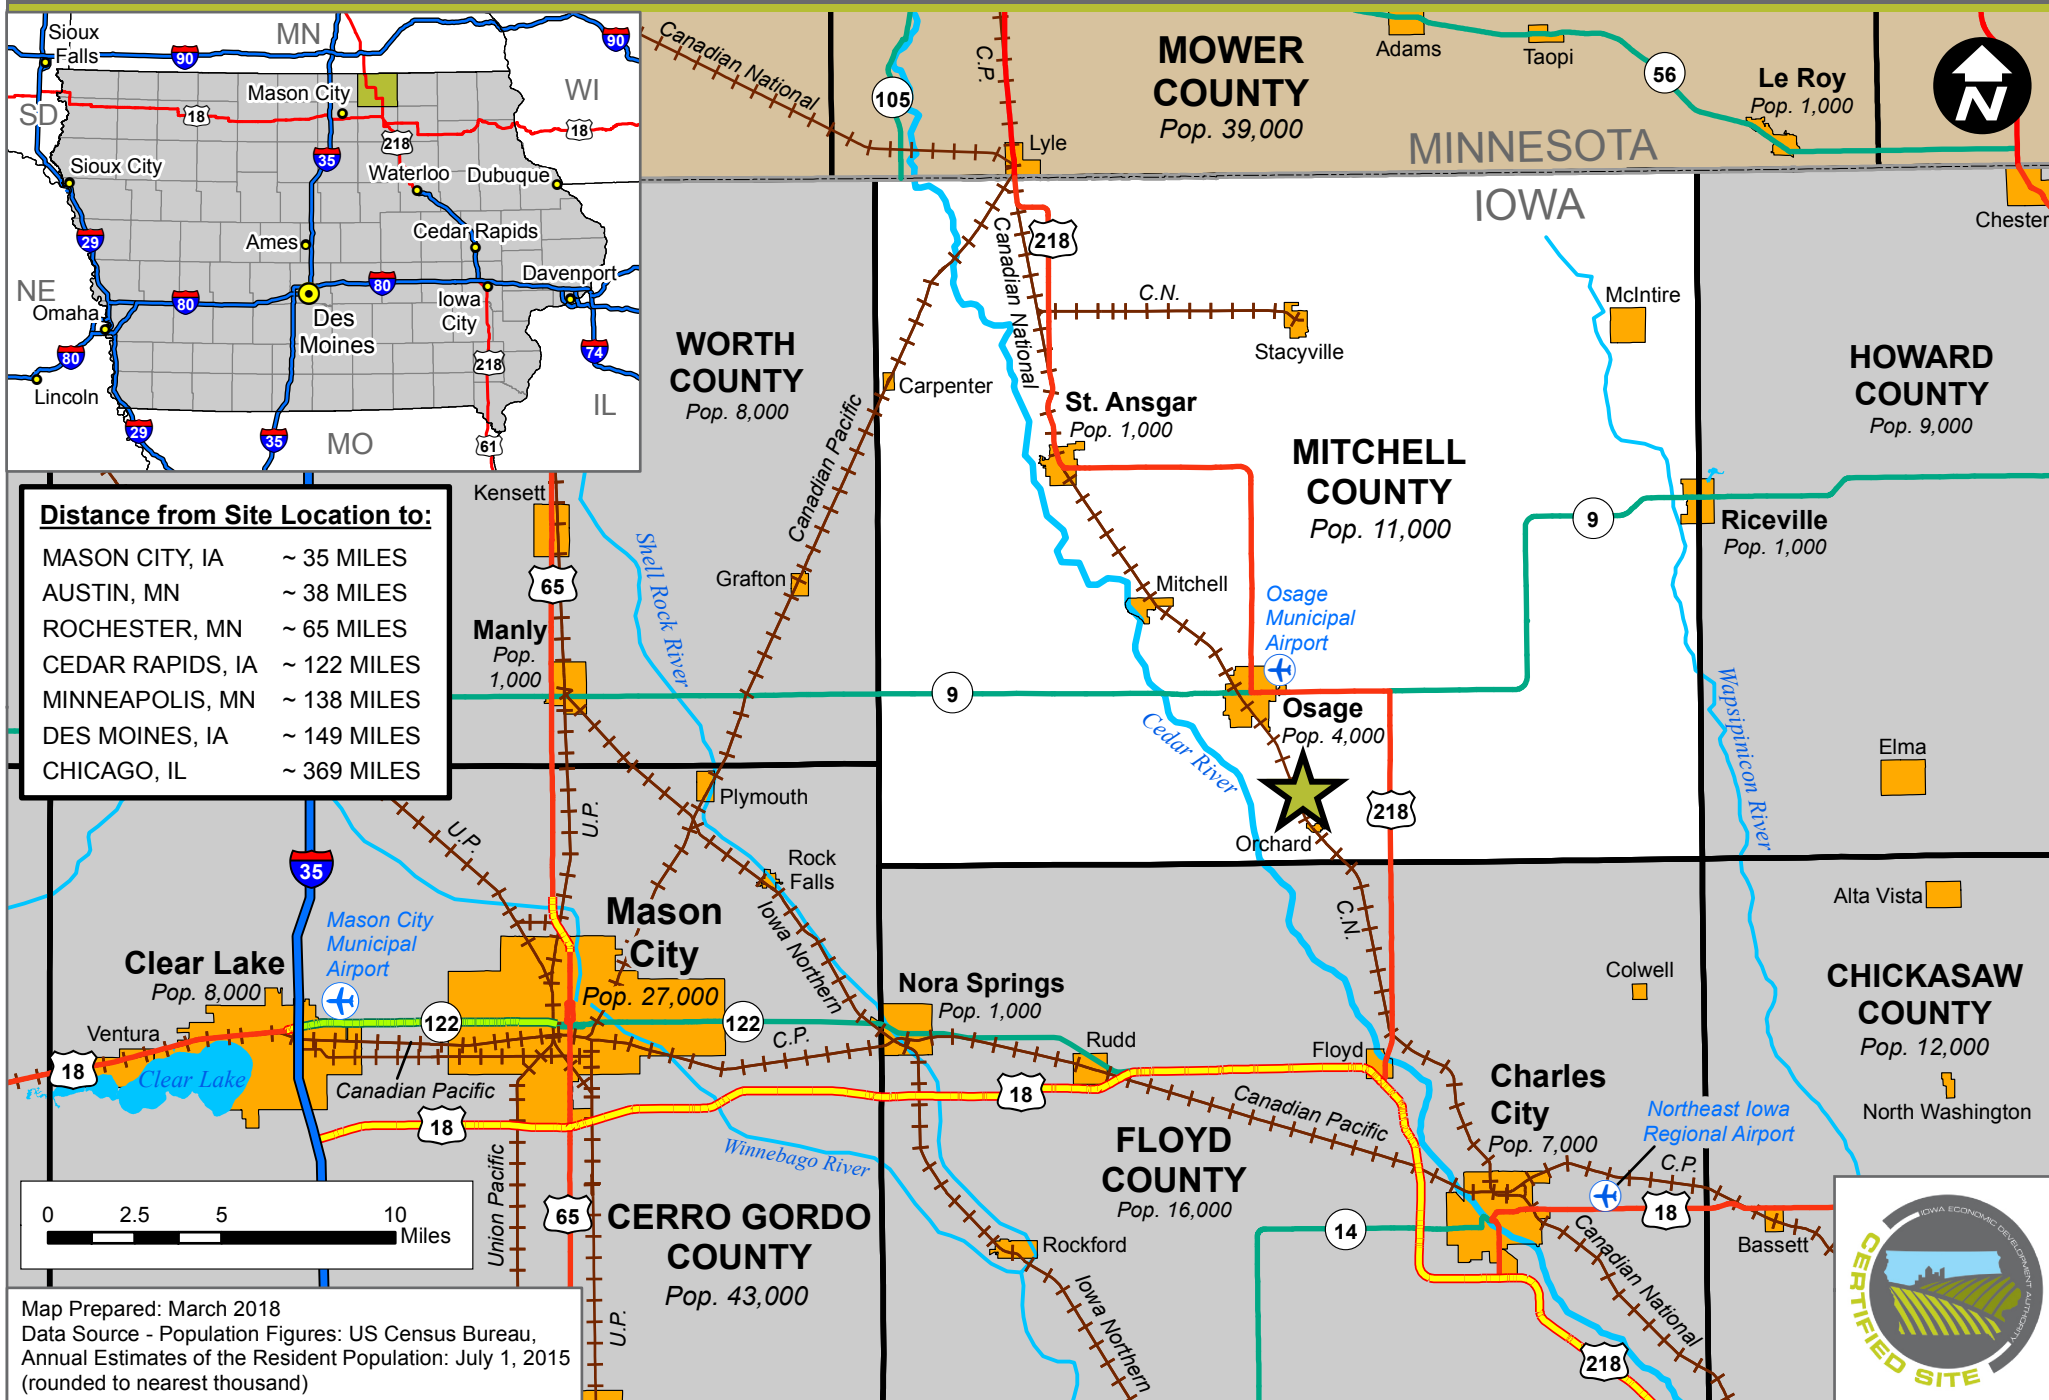 Sioux
Falls
MN
90
90
WI
SD
Mason City
18
18
218
35
Sioux City
Waterloo
Dubuque
29
Ames
Cedar Rapids
NE
80
80
Davenport
Omaha
Des
Moines
Iowa
City
80
218
74
Lincoln
29
35
MO
61
IL
Canadian National
105
C.P.
MOWER
COUNTY
Pop. 39,000
Adams
Taopi
56
Le Roy
Pop. 1,000
N
Lyle
MINNESOTA
IOWA
Chester
218
Canadian National
C.N.
Stacyville
McIntire
WORTH
COUNTY
Pop. 8,000
Carpenter
HOWARD
COUNTY
Pop. 9,000
St. Ansgar
Pop. 1,000
MITCHELL
COUNTY
Pop. 11,000
Canadian Pacific
9
Riceville
Pop. 1,000
Distance from Site Location to:
MASON CITY, IA ~ 35 MILES
AUSTIN, MN ~ 38 MILES
ROCHESTER, MN ~ 65 MILES
CEDAR RAPIDS, IA ~ 122 MILES
MINNEAPOLIS, MN ~ 138 MILES
DES MOINES, IA ~ 149 MILES
CHICAGO, IL ~ 369 MILES
Kensett
65
Shell Rock River
Grafton
Mitchell
Osage
Municipal
Airport
Manly
Pop.
1,000
9
Osage
Pop. 4,000
Cedar River
Wapsipinicon River
Elma
Plymouth
U.P.
U.P.
218
Orchard
35
Rock
Falls
Alta Vista
Mason City
Municipal
Airport
Mason
City
Pop. 27,000
Iowa Northern
C.N.
Clear Lake
Pop. 8,000
Nora Springs
Pop. 1,000
Colwell
CHICKASAW
COUNTY
Pop. 12,000
Ventura
122
122
C.P.
Rudd
Floyd
18
Clear Lake
Canadian Pacific
18
18
Canadian Pacific
Charles
City
Pop. 7,000
Northeast Iowa
Regional Airport
North Washington
Winnebago River
FLOYD
COUNTY
Pop. 16,000
C.P.
0 2.5 5 10
Miles
Union Pacific
65
CERRO GORDO
COUNTY
Pop. 43,000
14
18
Bassett
Rockford
Canadian National
U.P.
Iowa Northern
218
Map Prepared: March 2018
Data Source - Population Figures: US Census Bureau,
Annual Estimates of the Resident Population: July 1, 2015
(rounded to nearest thousand)
IOWA ECONOMIC DEVELOPMENT AUTHORITY
CERTIFIED SITE